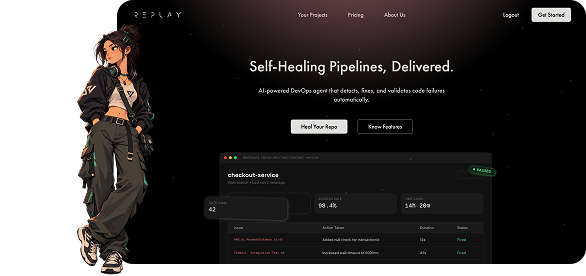 REPLAY
Your Projects
Pricing
About Us
Logout
Get Started
Self-Healing Pipelines, Delivered.
AI-powered DevOps agent that detects, fixes, and validates code failures
automatically.
Heal Your Repo
Know Features
PASSED
checkout-service
42
98.4%
14h 20m
Issue
Action Taken
Duration
Status
Added null check for transactionId
12s
Fixed
Increased wait timeout to 5000ms
45s
Fixed